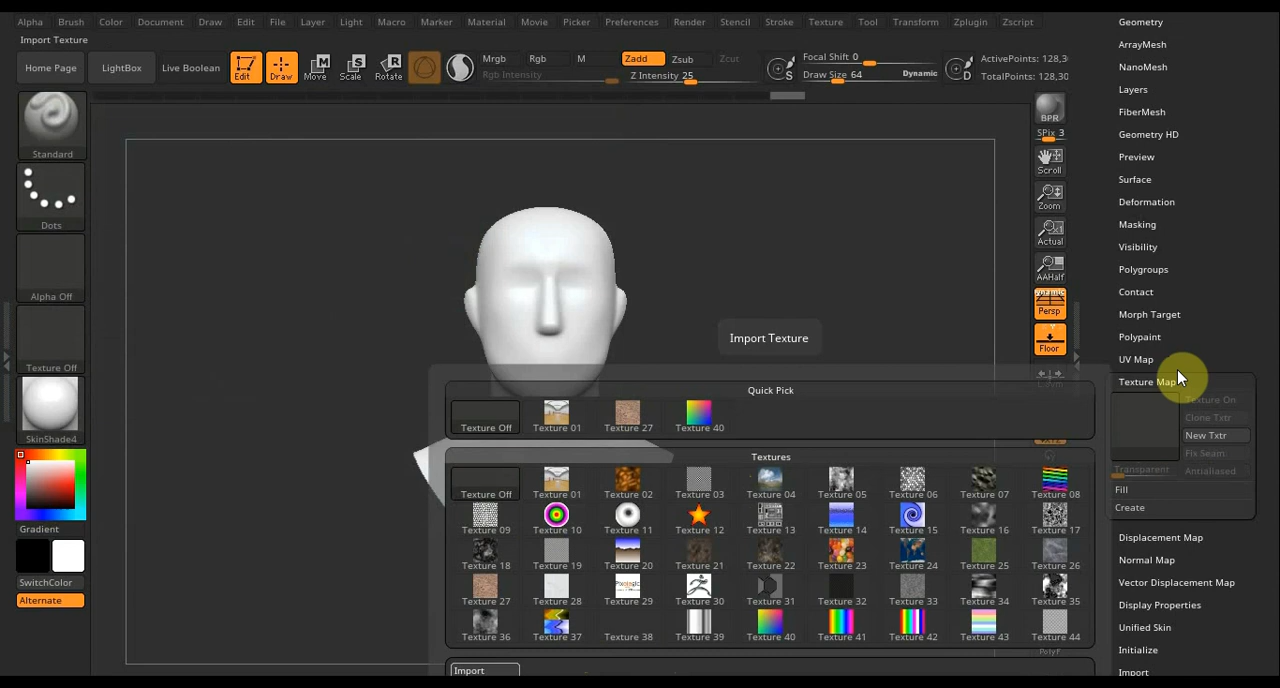 Alpha Brush Color Document Draw Edit File Layer Light Macro Marker Material Movie Picker Preferences Render Stencil Stroke Texture Tool Transform Zplugin Zscript
Import Texture
Home Page
LightBox
Live Boolean
Edit
Draw
Move
Scale
Rotate
Mrgb Rgb M
Rgb Intensity
Zadd Zsub Zcut
Z Intensity 25
S
Focal Shift 0
Draw Size 64
Dynamic
D
ActivePoints: 128,3
TotalPoints: 128,30
Standard
Dots
Alpha Off
Texture Off
SkinShade4
Gradient
SwitchColor
Alternate
Import Texture
Quick Pick
Texture Off Texture 01 Texture 27 Texture 40
Textures
Texture Off Texture 01 Texture 02 Texture 03 Texture 04 Texture 05 Texture 06 Texture 07 Texture 08
Texture 09 Texture 10 Texture 11 Texture 12 Texture 13 Texture 14 Texture 15 Texture 16 Texture 17
Texture 18 Texture 19 Texture 20 Texture 21 Texture 22 Texture 23 Texture 24 Texture 25 Texture 26
Texture 27 Texture 28 Texture 29 Texture 30 Texture 31 Texture 32 Texture 33 Texture 34 Texture 35
Texture 36 Texture 37 Texture 38 Texture 39 Texture 40 Texture 41 Texture 42 Texture 43 Texture 44
Import
BPR
SPix 3
Scroll
Zoom
Actual
AAHalf
Dynamic
Persp
Floor
L.Sym
PolyF
Geometry
ArrayMesh
NanoMesh
Layers
FiberMesh
Geometry HD
Preview
Surface
Deformation
Masking
Visibility
Polygroups
Contact
Morph Target
Polypaint
UV Map
Texture Map
Texture On
Clone Txtr
New Txtr
Fix Seam
Transparent
Antialiased
Fill
Create
Displacement Map
Normal Map
Vector Displacement Map
Display Properties
Unified Skin
Initialize
Import